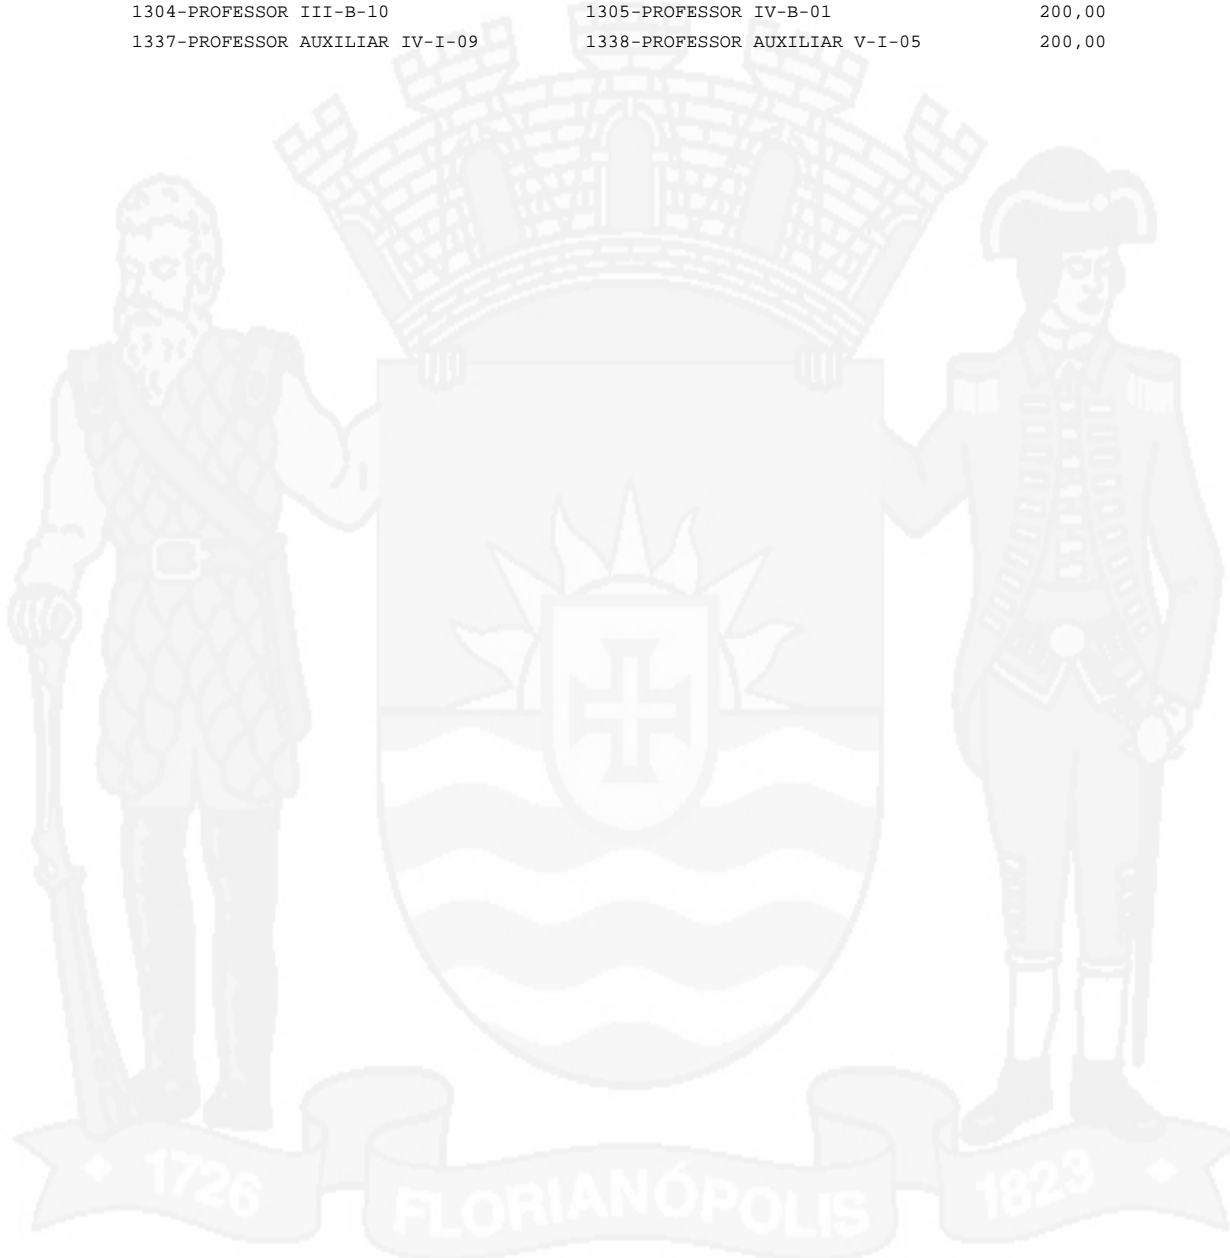 1304-PROFESSOR III-B-10 1305-PROFESSOR IV-B-01 200,00
1337-PROFESSOR AUXILIAR IV-I-09 1338-PROFESSOR AUXILIAR V-I-05 200,00
1726 FLORIANÓPOLIS 1823